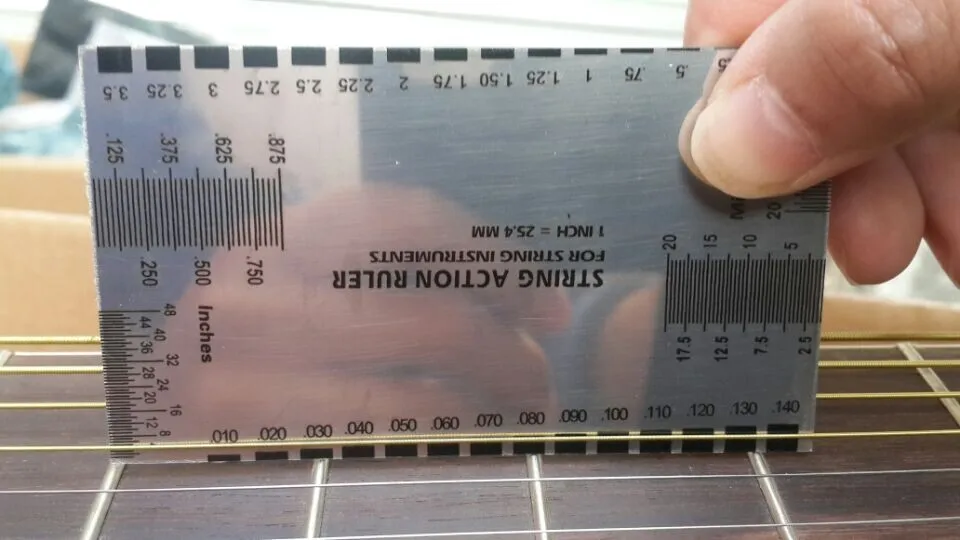 3.5 3.25 3 2.75 2.5 2.25 2 1.75 1.50 1.25 1 .75 .5
.125 .375 .625 .875
20
1 INCH = 25.4 MM
20 15 10 5
FOR STRING INSTRUMENTS
.250 .500 .750
STRING ACTION RULER
48 44 40 36 32 28 24 20 16 12 8
Inches
17.5 12.5 7.5 2.5
.010 .020 .030 .040 .050 .060 .070 .080 .090 .100 .110 .120 .130 .140